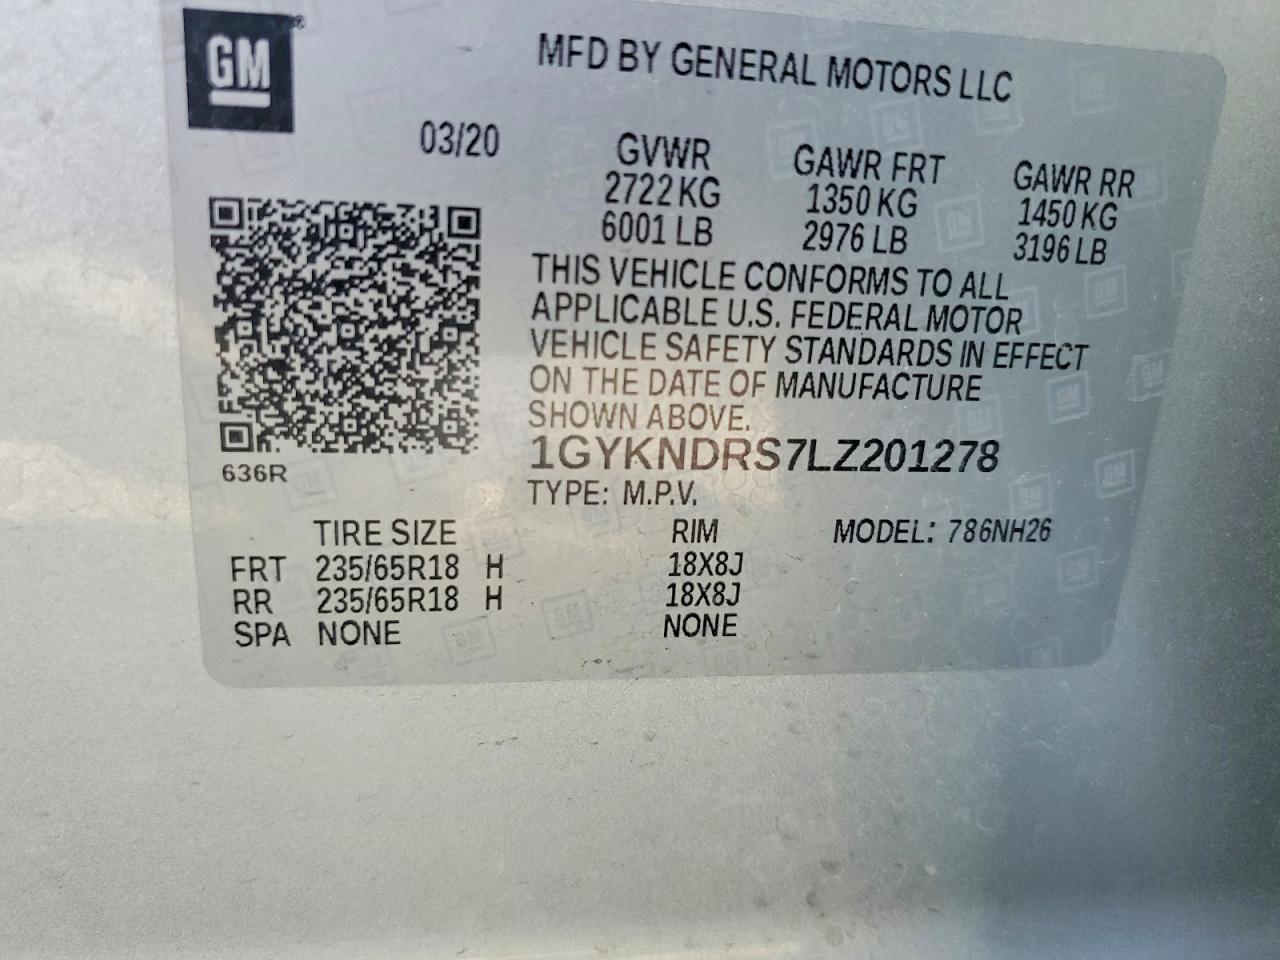 GM®
MFD BY GENERAL MOTORS LLC
03/20
GVWR GAWR FRT GAWR RR
2722 KG 1350 KG 1450 KG
6001 LB 2976 LB 3196 LB
THIS VEHICLE CONFORMS TO ALL
APPLICABLE U.S. FEDERAL MOTOR
VEHICLE SAFETY STANDARDS IN EFFECT
ON THE DATE OF MANUFACTURE
SHOWN ABOVE.
1GYKNDRS7LZ201278
636R
TYPE: M.P.V.
TIRE SIZE RIM MODEL: 786NH26
FRT 235/65R18 H 18X8J
RR 235/65R18 H 18X8J
SPA NONE NONE